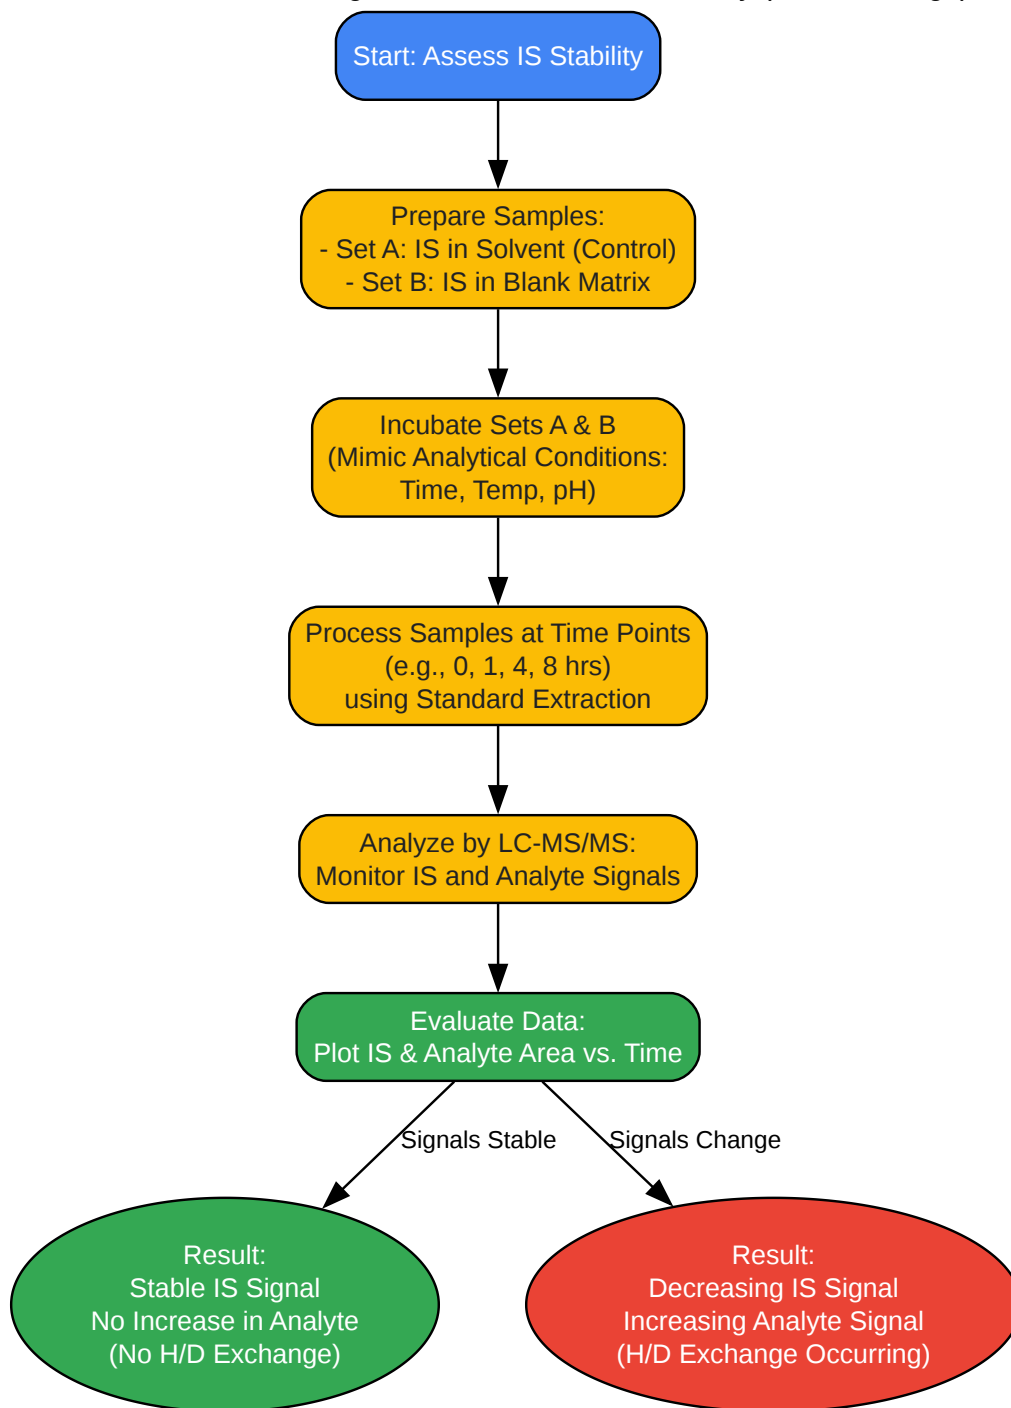 Start: Assess IS Stability
Prepare Samples:
- Set A: IS in Solvent (Control)
- Set B: IS in Blank Matrix
Incubate Sets A & B
(Mimic Analytical Conditions:
Time, Temp, pH)
Process Samples at Time Points
(e.g., 0, 1, 4, 8 hrs)
using Standard Extraction
Analyze by LC-MS/MS:
Monitor IS and Analyte Signals
Evaluate Data:
Plot IS & Analyte Area vs. Time
Signals Stable
Signals Change
Result:
Stable IS Signal
No Increase in Analyte
(No H/D Exchange)
Result:
Decreasing IS Signal
Increasing Analyte Signal
(H/D Exchange Occurring)